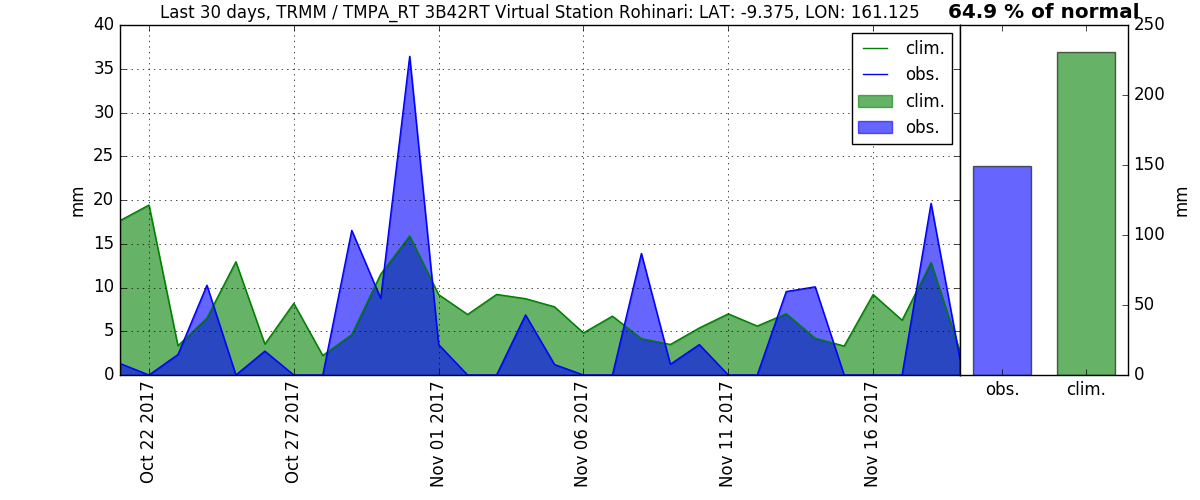 Last 30 days, TRMM / TMPA_RT 3B42RT Virtual Station Rohinari: LAT: -9.375, LON: 161.125
64.9 % of normal
mm
40
35
30
25
20
15
10
5
0
clim.
obs.
clim.
obs.
250
200
150
100
50
0
mm
Oct 22 2017
Oct 27 2017
Nov 01 2017
Nov 06 2017
Nov 11 2017
Nov 16 2017
obs.
clim.